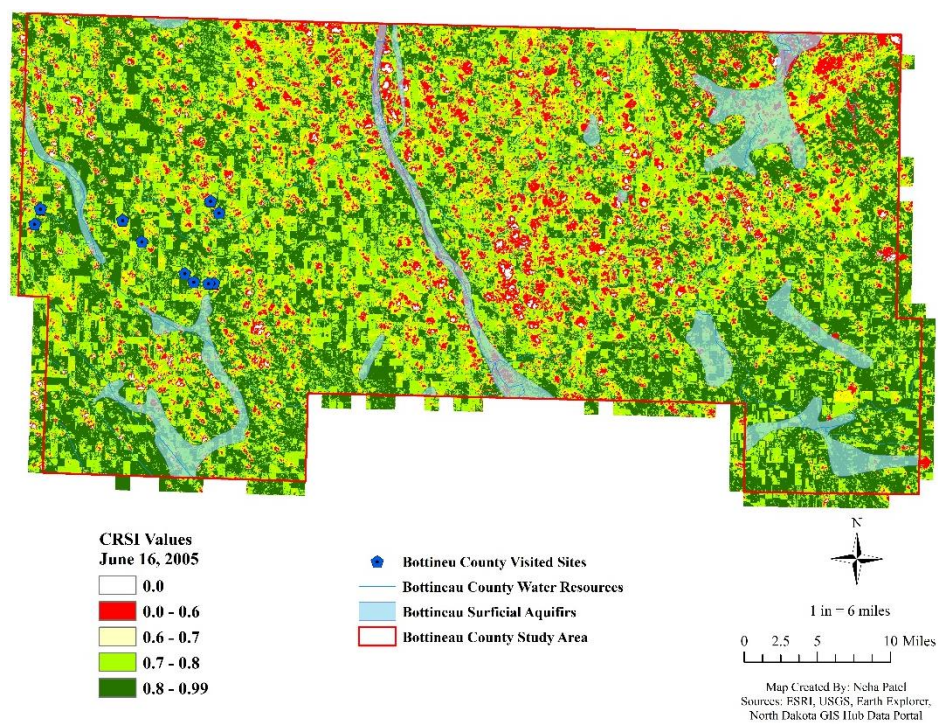 CRSI Values
June 16, 2005
0.0
0.0 - 0.6
0.6 - 0.7
0.7 - 0.8
0.8 - 0.99
Bottineu County Visited Sites
Bottineau County Water Resources
Bottineau Surficial Aquifirs
Bottineau County Study Area
N
1 in = 6 miles
0 2.5 5 10 Miles
Map Created By: Neha Patel
Sources: ESRI, USGS, Earth Explorer,
North Dakota GIS Hub Data Portal